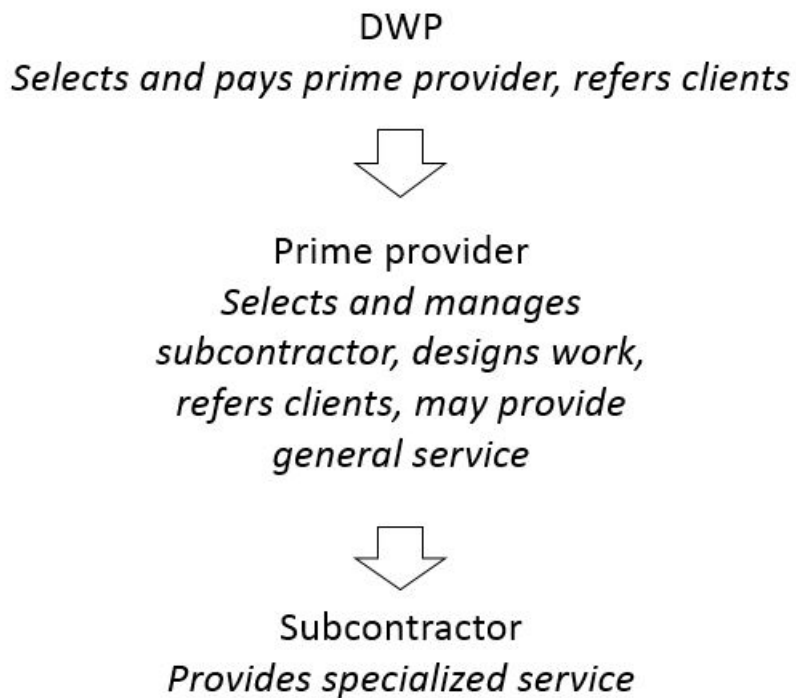 DWP
Selects and pays prime provider, refers clients
Prime provider
Selects and manages
subcontractor, designs work,
refers clients, may provide
general service
Subcontractor
Provides specialized service